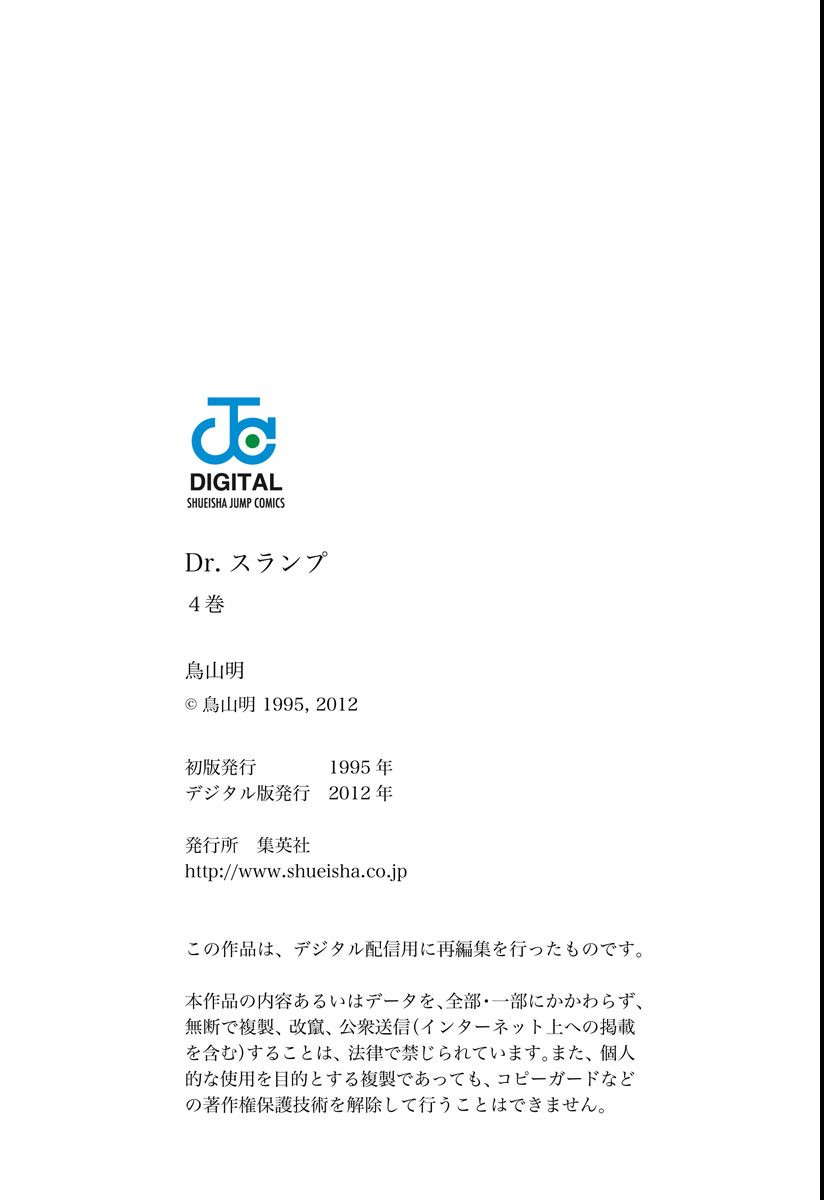 JC
DIGITAL
SHUEISHA JUMP COMICS
Dr. スランプ
４巻
鳥山明
© 鳥山明 1995, 2012
初版発行　　　　1995 年
デジタル版発行　2012 年
発行所　集英社
http://www.shueisha.co.jp
この作品は、デジタル配信用に再編集を行ったものです。
本作品の内容あるいはデータを、全部・一部にかかわらず、
無断で複製、改竄、公衆送信(インターネット上への掲載
を含む)することは、法律で禁じられています。また、個人
的な使用を目的とする複製であっても、コピーガードなど
の著作権保護技術を解除して行うことはできません。